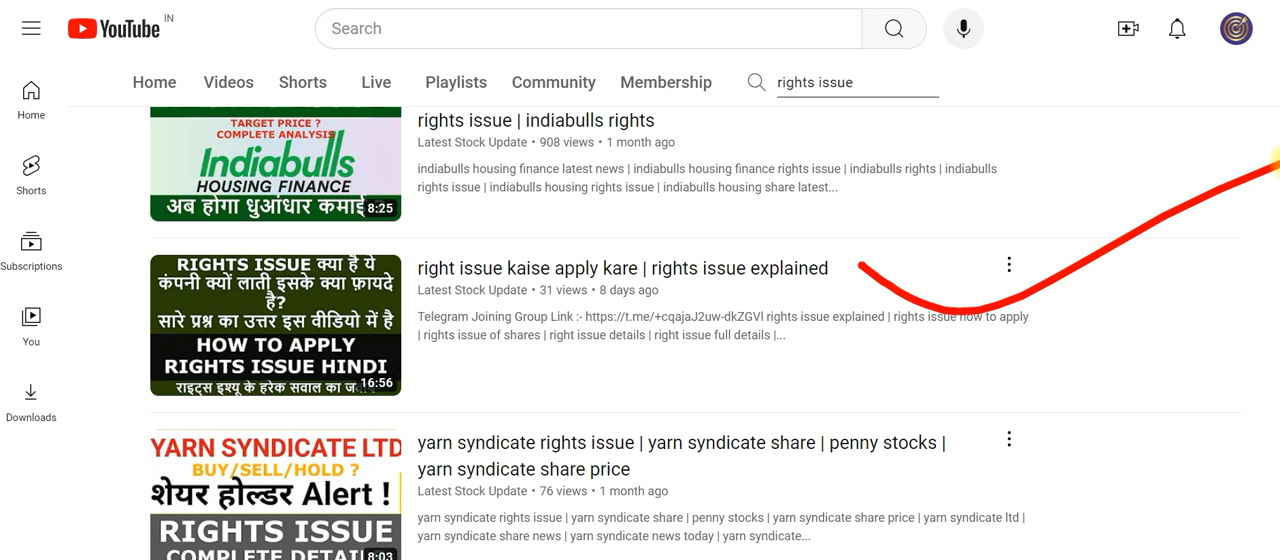 YouTube IN
Search
Home Videos Shorts Live Playlists Community Membership rights issue
Home
Shorts
Subscriptions
You
Downloads
TARGET PRICE ?
COMPLETE ANALYSIS
Indiabulls
HOUSING FINANCE
अब होगा धुआंधार कमाई
8:25
rights issue | indiabulls rights
Latest Stock Update • 908 views • 1 month ago
indiabulls housing finance latest news | indiabulls housing finance rights issue | indiabulls rights | indiabulls
rights issue | indiabulls housing rights issue | indiabulls housing share latest...
RIGHTS ISSUE क्या है ये
कंपनी क्यों लाती इसके क्या फ़ायदे
है?
सारे प्रश्न का उत्तर इस वीडियो में है
HOW TO APPLY
RIGHTS ISSUE HINDI
राइट्स इश्यू के हरेक सवाल का
16:56
right issue kaise apply kare | rights issue explained
Latest Stock Update • 31 views • 8 days ago
Telegram Joining Group Link :- https://t.me/+cqajaJ2uw-dkZGVl rights issue explained | rights issue how to apply
| rights issue of shares | right issue details | right issue full details |...
YARN SYNDICATE LTD
BUY/SELL/HOLD ?
शेयर होल्डर Alert !
RIGHTS ISSUE
COMPLETE
8:03
yarn syndicate rights issue | yarn syndicate share | penny stocks |
yarn syndicate share price
Latest Stock Update • 76 views • 1 month ago
yarn syndicate rights issue | yarn syndicate share | penny stocks | yarn syndicate share price | yarn syndicate ltd |
yarn syndicate share news | yarn syndicate news today | yarn syndicate...